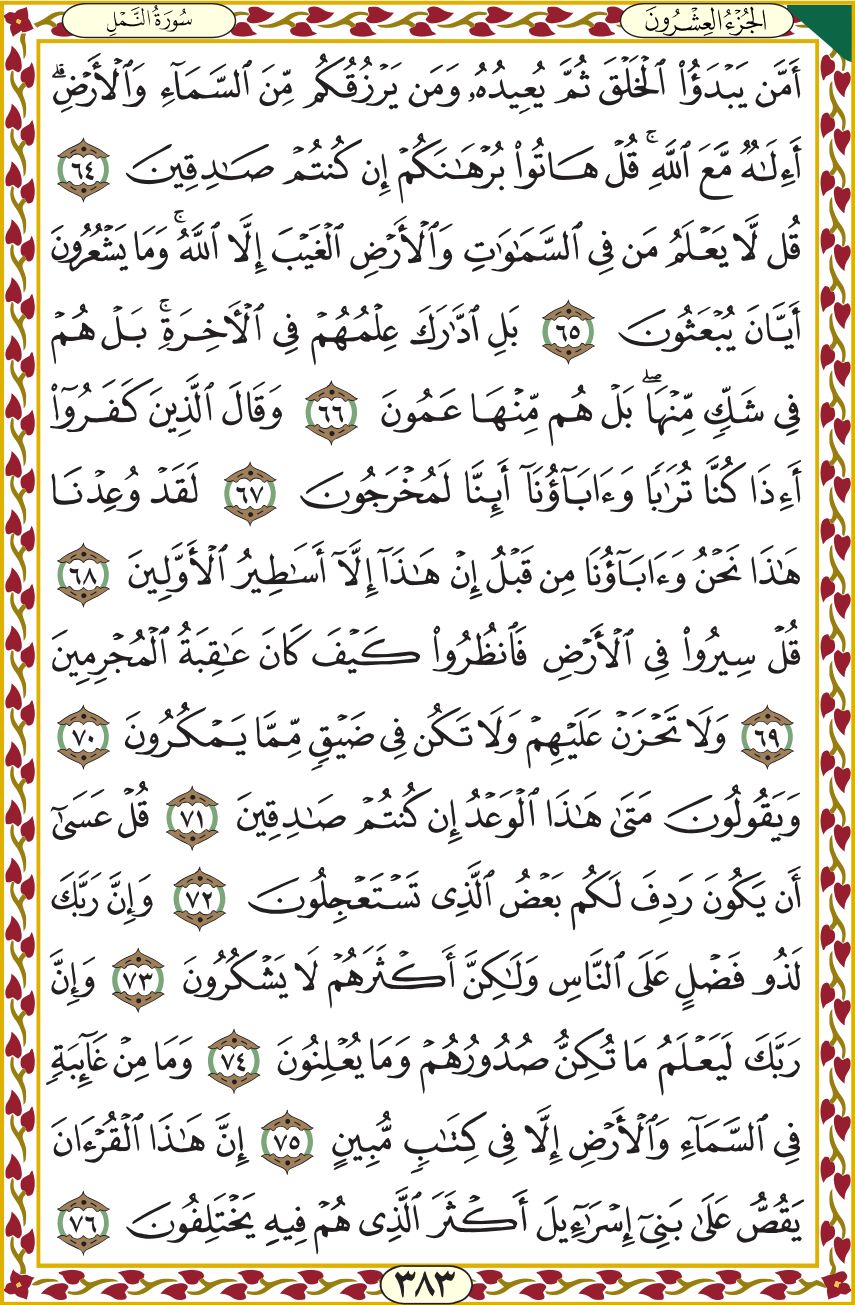 الجُزْءُ العِشْرُونَ
سُورَةُ النَّمْلِ
أَمَّن يَبْدَؤُا۟ ٱلْخَلْقَ ثُمَّ يُعِيدُهُۥ وَمَن يَرْزُقُكُم مِّنَ ٱلسَّمَآءِ وَٱلْأَرْضِ ۗ
أَءِلَٰهٌ مَّعَ ٱللَّهِ ۚ قُلْ هَاتُوا۟ بُرْهَٰنَكُمْ إِن كُنتُمْ صَٰدِقِينَ ٦٤
قُل لَّا يَعْلَمُ مَن فِى ٱلسَّمَٰوَٰتِ وَٱلْأَرْضِ ٱلْغَيْبَ إِلَّا ٱللَّهُ ۚ وَمَا يَشْعُرُونَ
أَيَّانَ يُبْعَثُونَ ٦٥ بَلِ ٱدَّٰرَكَ عِلْمُهُمْ فِى ٱلْـَٔاخِرَةِ ۚ بَلْ هُمْ
فِى شَكٍّ مِّنْهَا ۖ بَلْ هُم مِّنْهَا عَمُونَ ٦٦ وَقَالَ ٱلَّذِينَ كَفَرُوٓا۟
أَءِذَا كُنَّا تُرَٰبًا وَءَابَآؤُنَآ أَئِنَّا لَمُخْرَجُونَ ٦٧ لَقَدْ وُعِدْنَا
هَٰذَا نَحْنُ وَءَابَآؤُنَا مِن قَبْلُ إِنْ هَٰذَآ إِلَّآ أَسَٰطِيرُ ٱلْأَوَّلِينَ ٦٨
قُلْ سِيرُوا۟ فِى ٱلْأَرْضِ فَٱنظُرُوا۟ كَيْفَ كَانَ عَٰقِبَةُ ٱلْمُجْرِمِينَ
٦٩ وَلَا تَحْزَنْ عَلَيْهِمْ وَلَا تَكُن فِى ضَيْقٍ مِّمَّا يَمْكُرُونَ ٧٠
وَيَقُولُونَ مَتَىٰ هَٰذَا ٱلْوَعْدُ إِن كُنتُمْ صَٰدِقِينَ ٧١ قُلْ عَسَىٰٓ
أَن يَكُونَ رَدِفَ لَكُم بَعْضُ ٱلَّذِى تَسْتَعْجِلُونَ ٧٢ وَإِنَّ رَبَّكَ
لَذُو فَضْلٍ عَلَى ٱلنَّاسِ وَلَٰكِنَّ أَكْثَرَهُمْ لَا يَشْكُرُونَ ٧٣ وَإِنَّ
رَبَّكَ لَيَعْلَمُ مَا تُكِنُّ صُدُورُهُمْ وَمَا يُعْلِنُونَ ٧٤ وَمَا مِنْ غَآئِبَةٍ
فِى ٱلسَّمَآءِ وَٱلْأَرْضِ إِلَّا فِى كِتَٰبٍ مُّبِينٍ ٧٥ إِنَّ هَٰذَا ٱلْقُرْءَانَ
يَقُصُّ عَلَىٰ بَنِىٓ إِسْرَٰٓءِيلَ أَكْثَرَ ٱلَّذِى هُمْ فِيهِ يَخْتَلِفُونَ ٧٦
٣٨٣